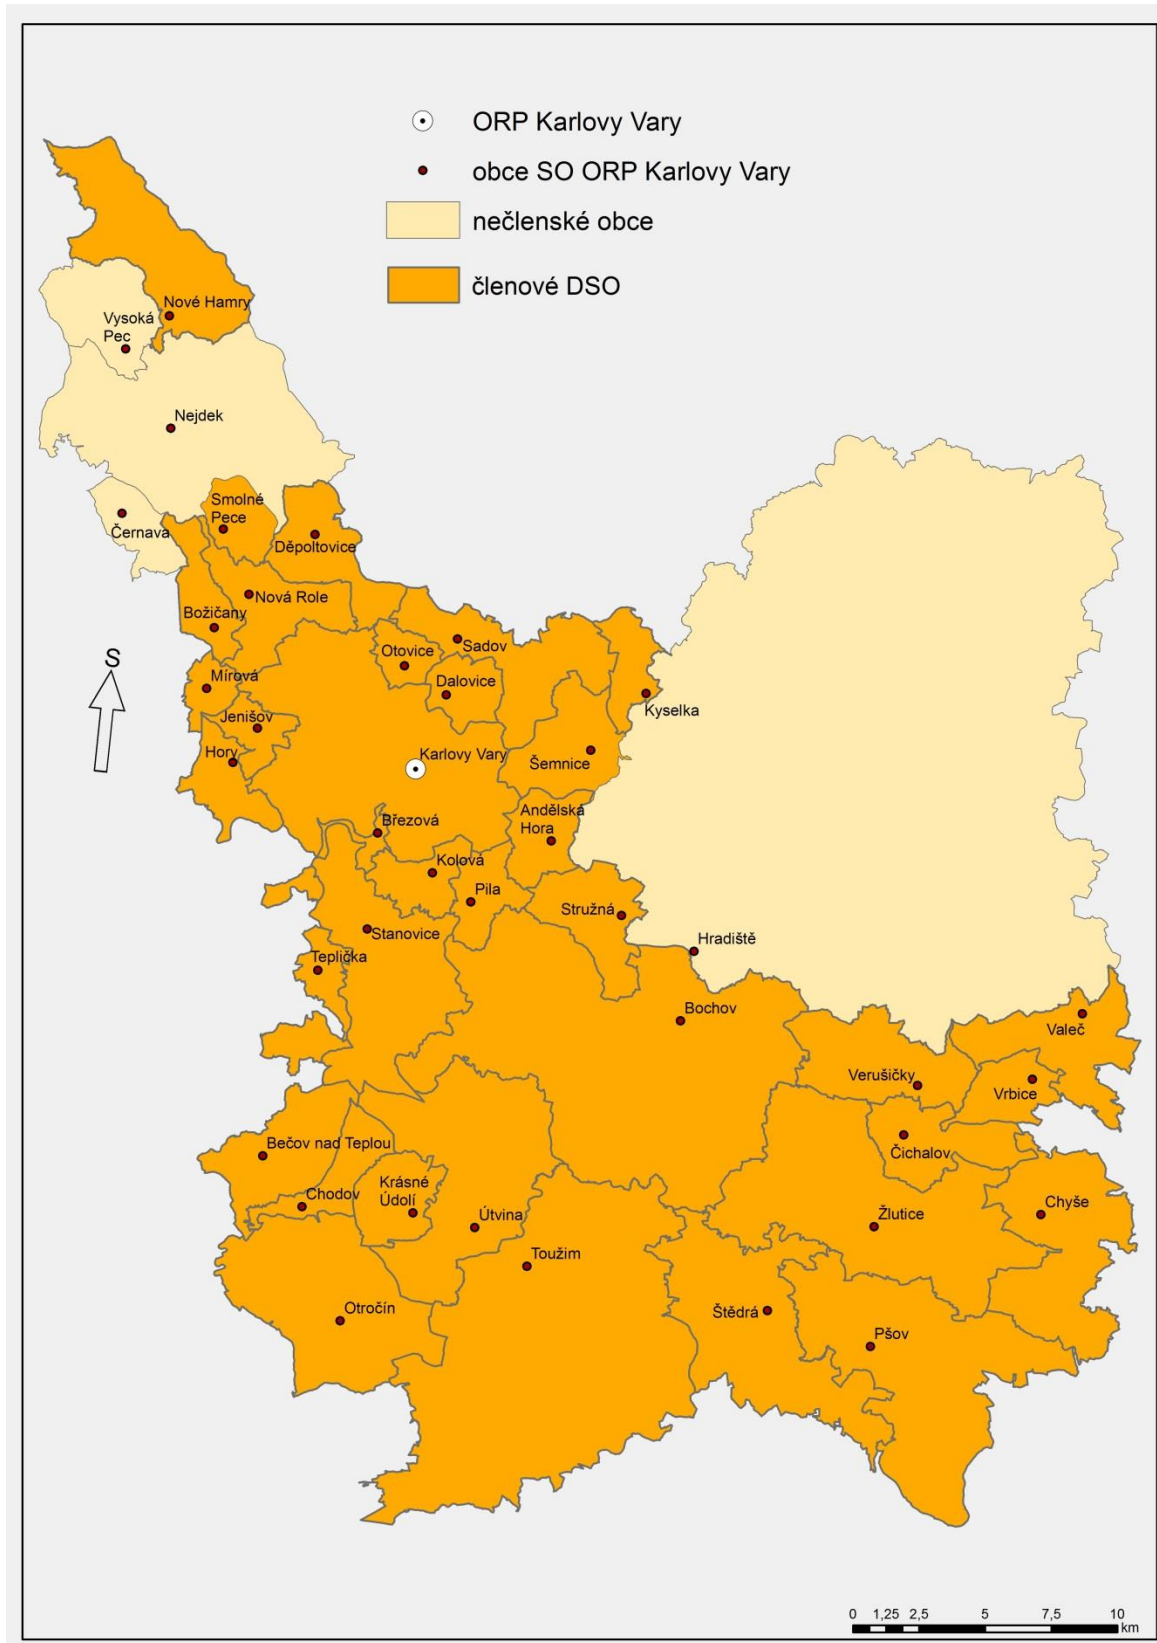 ORP Karlovy Vary
obce SO ORP Karlovy Vary
nečlenské obce
členové DSO
Nové Hamry
Vysoká
Pec
Nejdek
Smolné
Pece
Černava
Děpoltovice
Nová Role
Božičany
Otovice
Sadov
S
Mírová
Dalovice
Kyselka
Jenišov
Hory
Karlovy Vary
Šemnice
Andělská
Hora
Březová
Kolová
Pila
Stružná
Stanovice
Hradiště
Teplička
Bochov
Valeč
Verušičky
Vrbice
Bečov nad Teplou
Čichalov
Krásné
Údolí
Chodov
Chyše
Útvina
Žlutice
Toužim
Otročín
Štědrá
Pšov
0 1,25 2,5 5 7,5 10
km